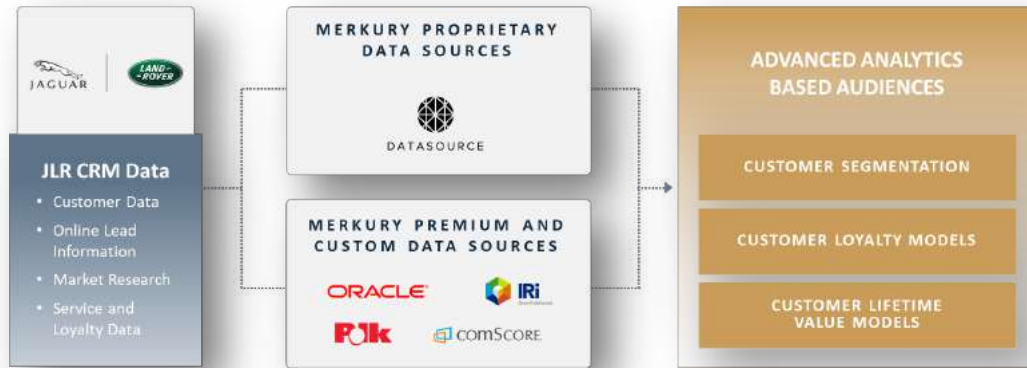 JAGUAR
LAND-
-ROVER
JLR CRM Data
• Customer Data
• Online Lead
Information
• Market Research
• Service and
Loyalty Data
MERKURY PROPRIETARY
DATA SOURCES
DATASOURCE
MERKURY PREMIUM AND
CUSTOM DATA SOURCES
ORACLE
IRi
Polk
comSCORE
ADVANCED ANALYTICS
BASED AUDIENCES
CUSTOMER SEGMENTATION
CUSTOMER LOYALTY MODELS
CUSTOMER LIFETIME
VALUE MODELS